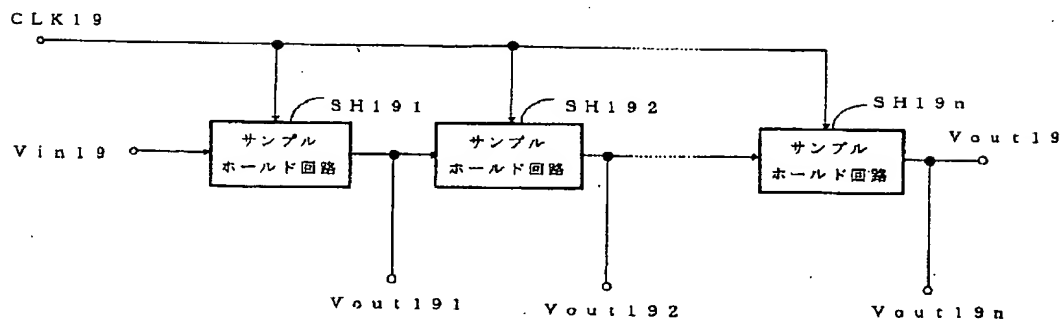 CLK19
SH191
SH192
SH19n
サンプル
ホールド回路
サンプル
ホールド回路
サンプル
ホールド回路
Vin19
Vout19
Vout191
Vout192
Vout19n